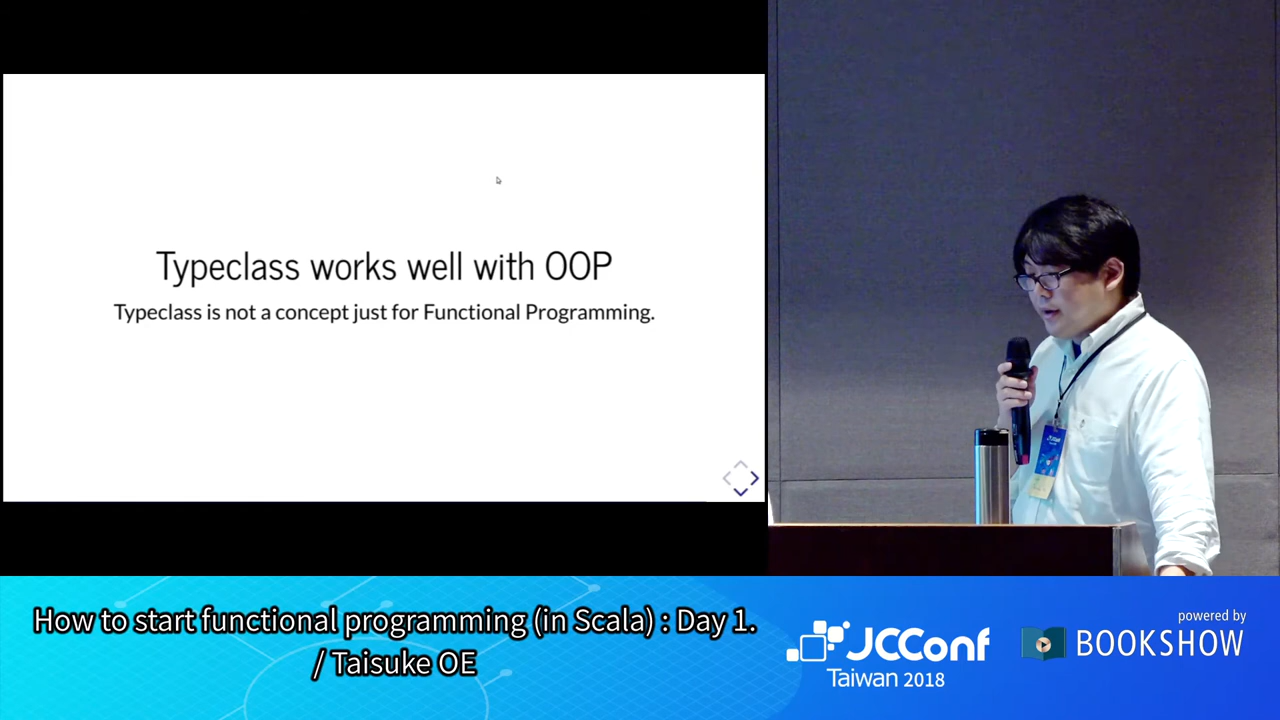 Typeclass works well with OOP
Typeclass is not a concept just for Functional Programming.
How to start functional programming (in Scala) : Day 1.
/ Taisuke OE
JCConf
Taiwan 2018
powered by
BOOKSHOW